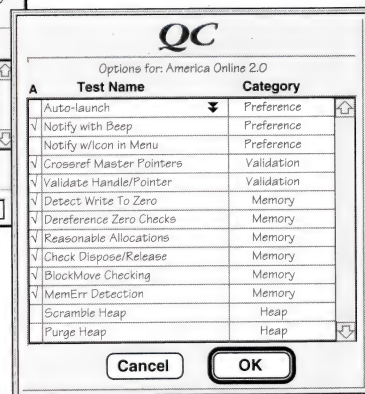 QC
Options for: America Online 2.0
A Test Name Category
Auto-launch Preference
√ Notify with Beep Preference
Notify w/Icon in Menu Preference
√ Crossref Master Pointers Validation
√ Validate Handle/Pointer Validation
√ Detect Write To Zero Memory
√ Dereference Zero Checks Memory
√ Reasonable Allocations Memory
√ Check Dispose/Release Memory
√ BlockMove Checking Memory
√ MemErr Detection Memory
Scramble Heap Heap
Purge Heap Heap
Cancel OK